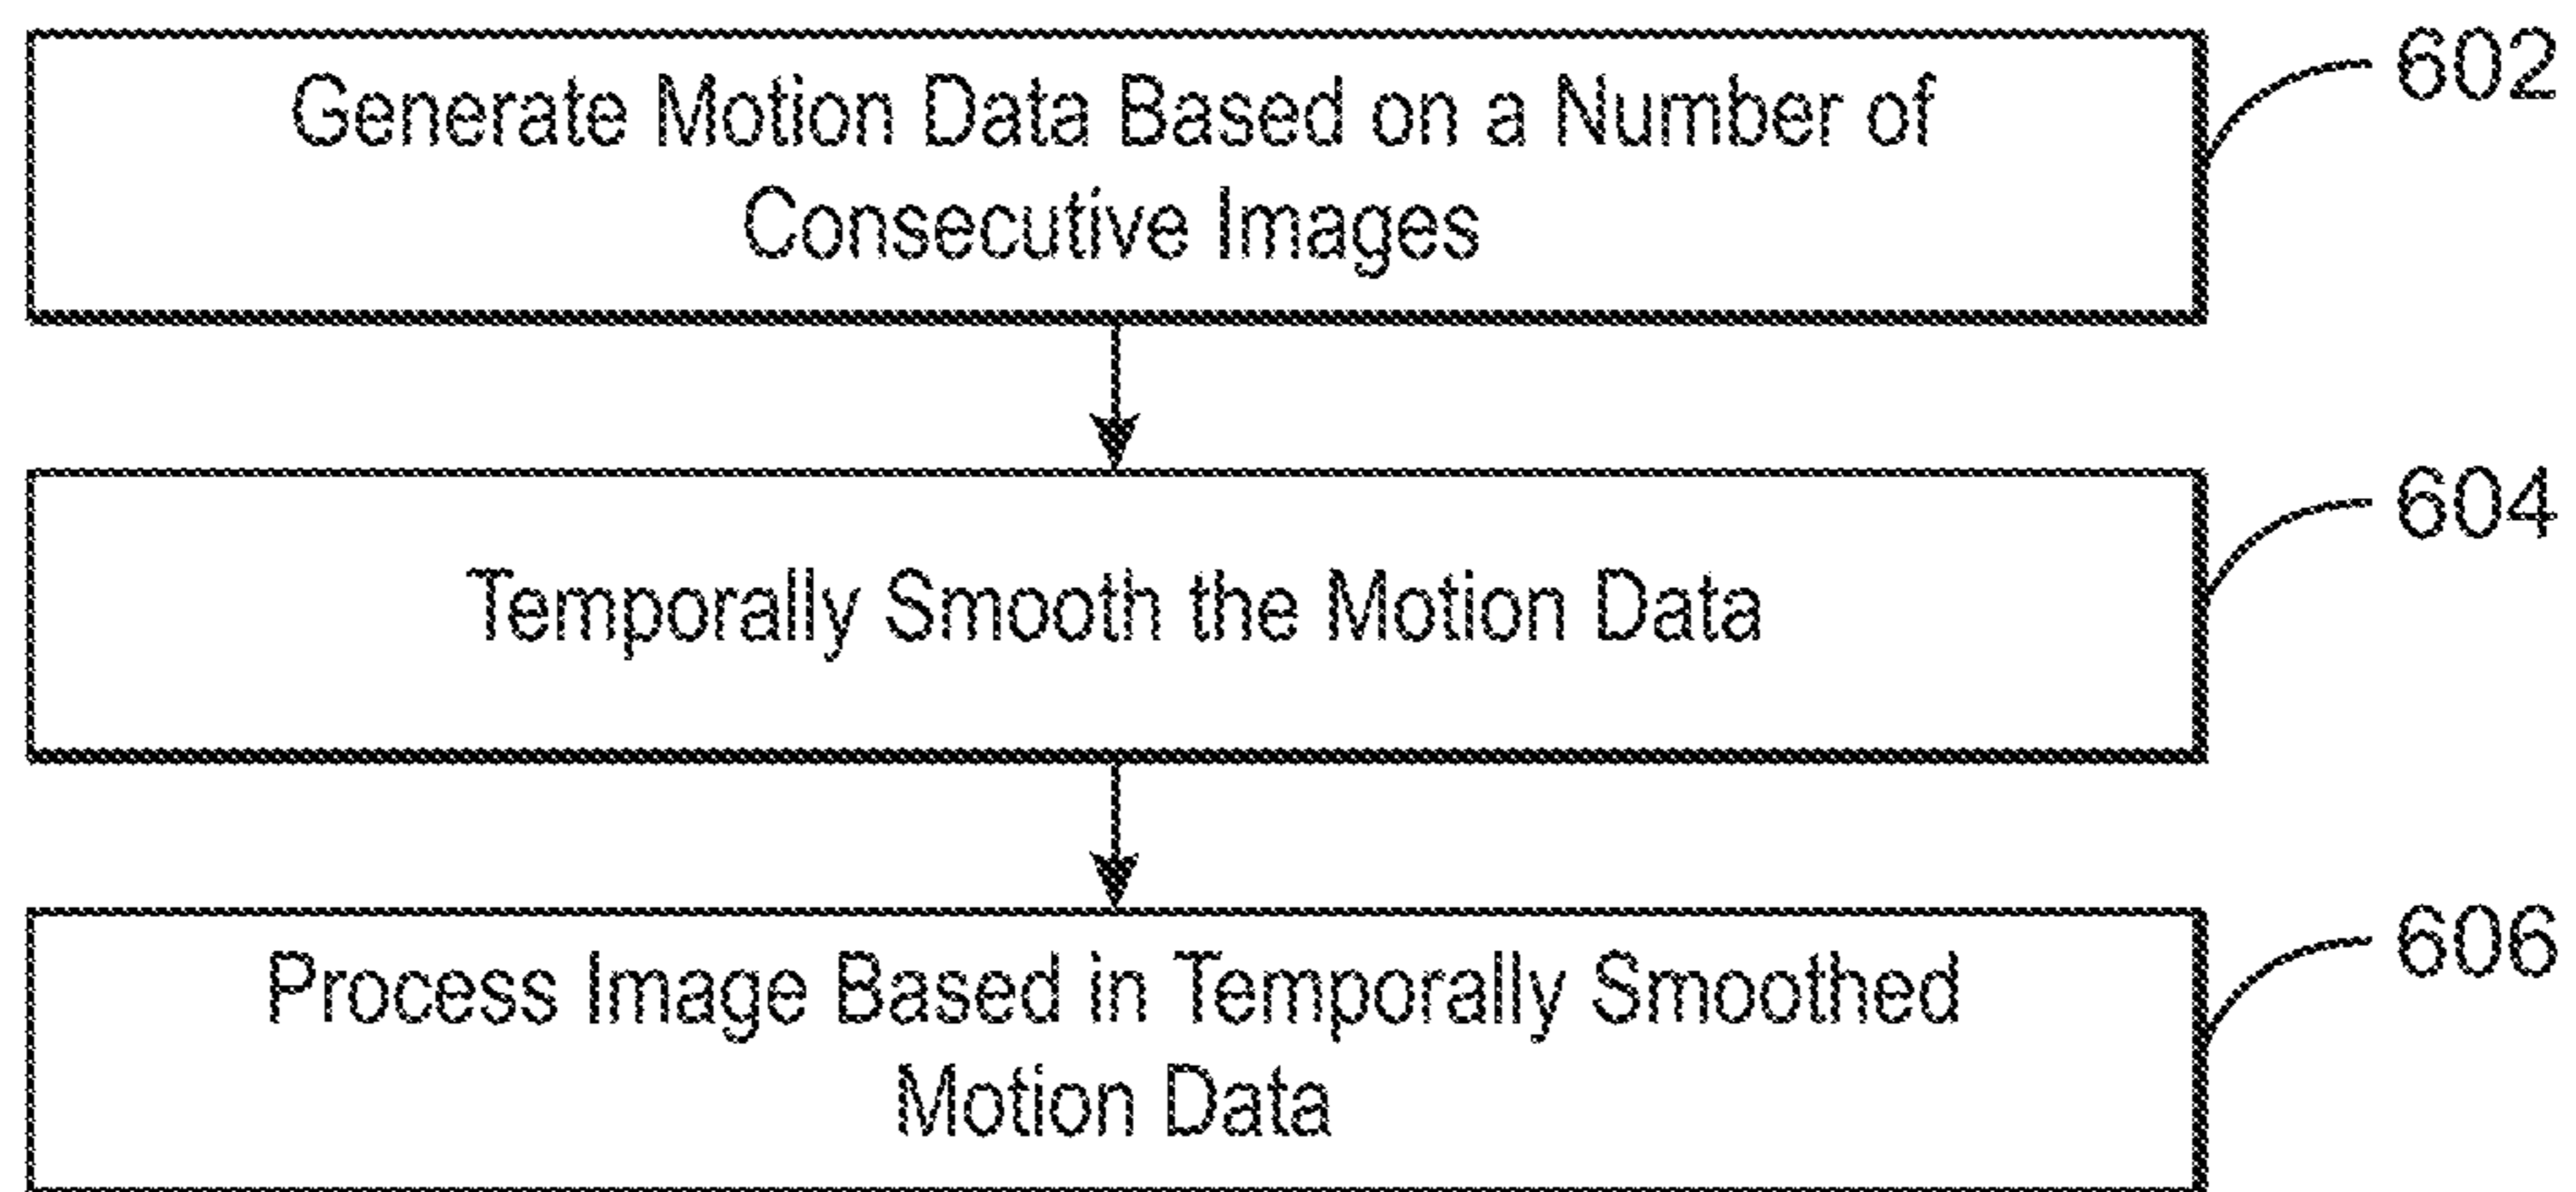 Generate Motion Data Based on a Number of
Consecutive Images
602
Temporally Smooth the Motion Data
604
Process Image Based in Temporally Smoothed
Motion Data
606